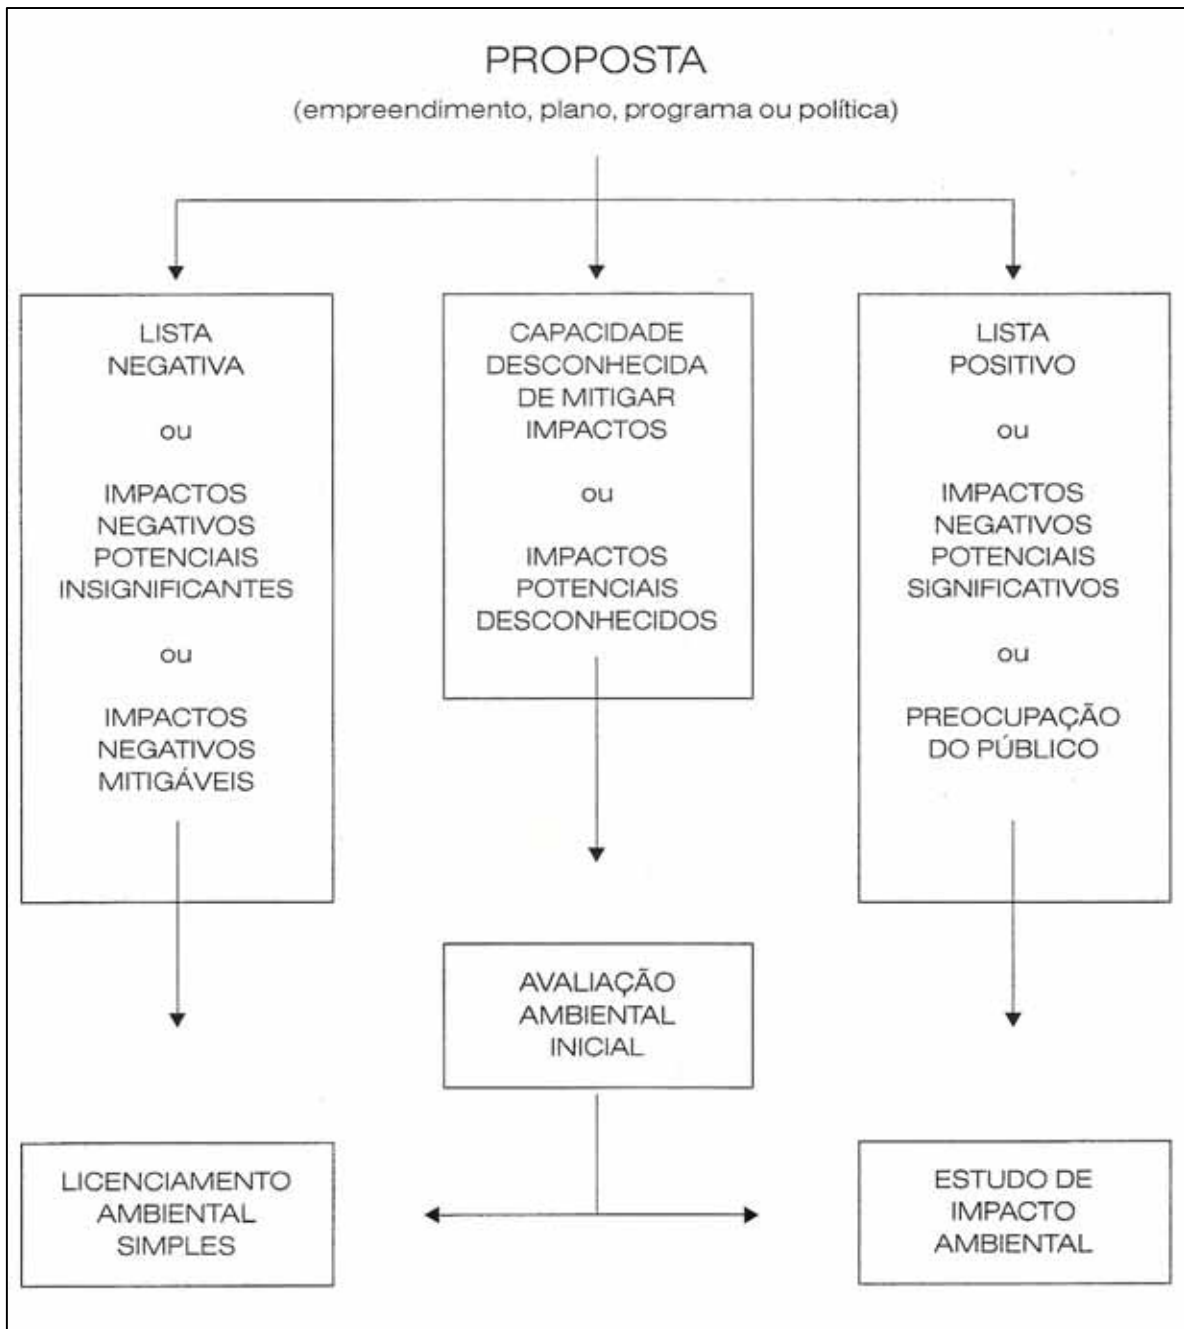 PROPOSTA
(empreendimento, plano, programa ou política)
LISTA
NEGATIVA
ou
IMPACTOS
NEGATIVOS
POTENCIAIS
INSIGNIFICANTES
ou
IMPACTOS
NEGATIVOS
MITIGÁVEIS
CAPACIDADE
DESCONHECIDA
DE MITIGAR
IMPACTOS
ou
IMPACTOS
POTENCIAIS
DESCONHECIDOS
LISTA
POSITIVO
ou
IMPACTOS
NEGATIVOS
POTENCIAIS
SIGNIFICATIVOS
ou
PREOCUPAÇÃO
DO PÚBLICO
AVALIAÇÃO
AMBIENTAL
INICIAL
LICENCIAMENTO
AMBIENTAL
SIMPLES
ESTUDO DE
IMPACTO
AMBIENTAL